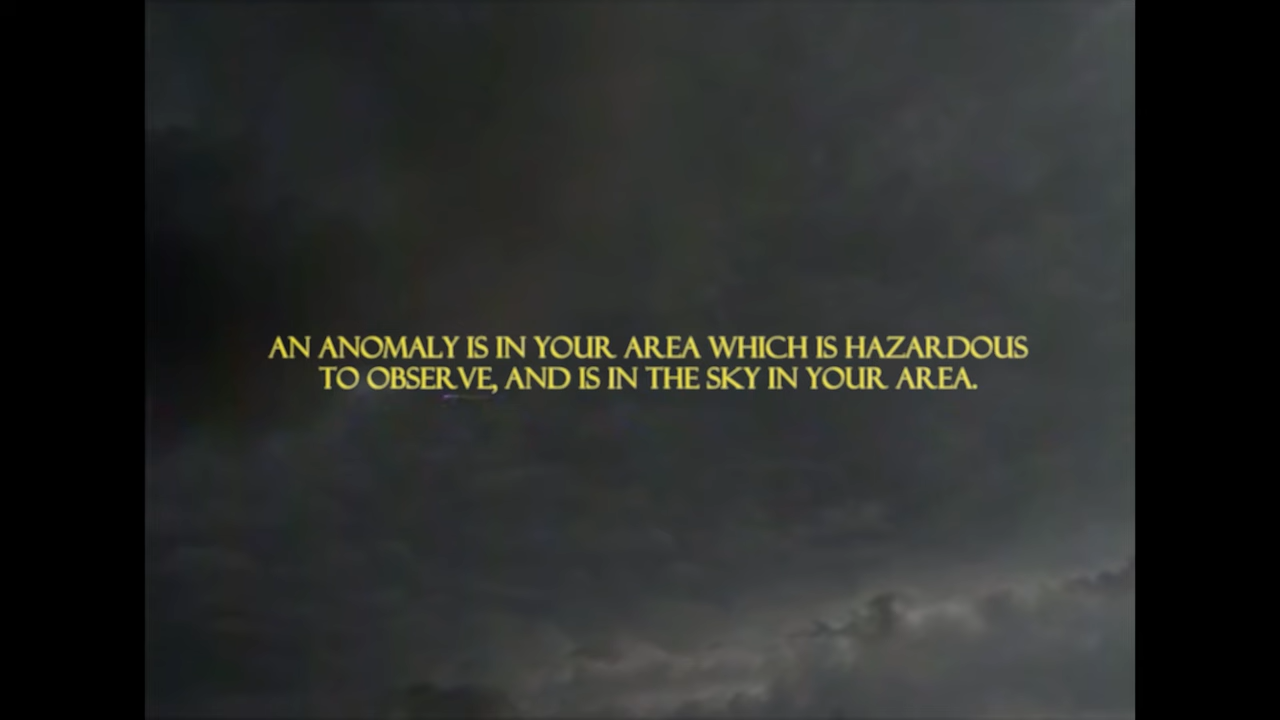 AN ANOMALY IS IN YOUR AREA WHICH IS HAZARDOUS
TO OBSERVE, AND IS IN THE SKY IN YOUR AREA.